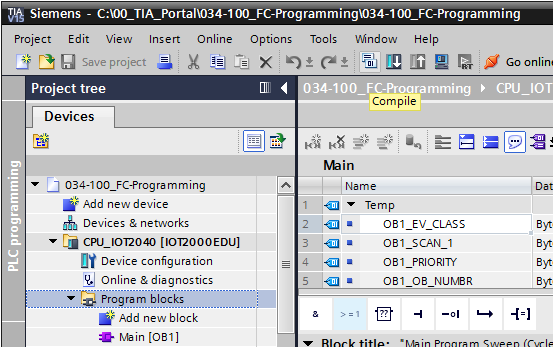 TIA
V15
Siemens - C:\00_TIA_Portal\034-100_FC-Programming\034-100_FC-Programming
Project Edit View Insert Online Options Tools Window Help
Save project
RT
Go online
Project tree
034-100_FC-Programming
CPU_IOT
Compile
Devices
PLC programming
Main
Name Dat
034-100_FC-Programming
Add new device
Devices & networks
CPU_IOT2040 [IOT2000EDU]
Device configuration
Online & diagnostics
Program blocks
Add new block
Main [OB1]
1 Temp
2 OB1_EV_CLASS Byt
3 OB1_SCAN_1 Byt
4 OB1_PRIORITY Byt
5 OB1_OB_NUMBR Byt
& >=1 ??
Block title: "Main Program Sweep (Cycle